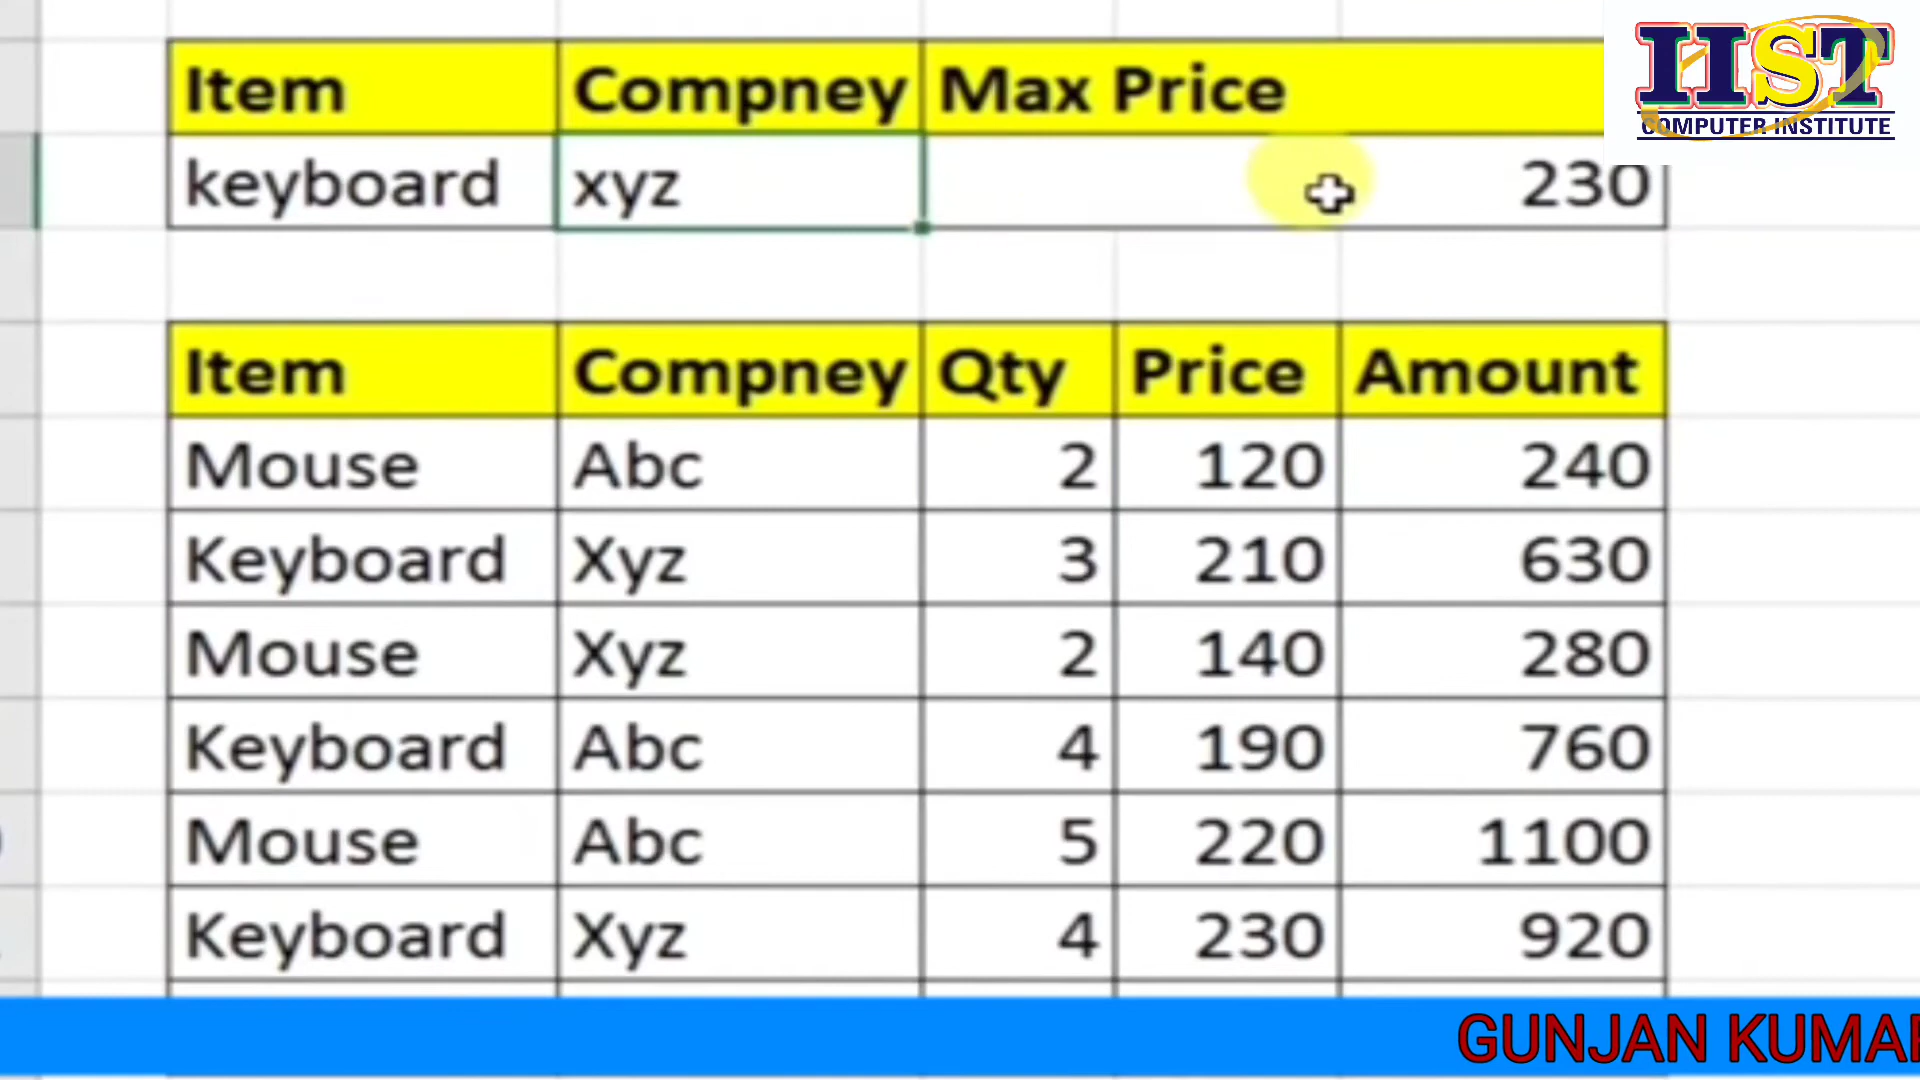 IIST
COMPUTER INSTITUTE
Item Compney Max Price
keyboard xyz 230
Item Compney Qty Price Amount
Mouse Abc 2 120 240
Keyboard Xyz 3 210 630
Mouse Xyz 2 140 280
Keyboard Abc 4 190 760
Mouse Abc 5 220 1100
Keyboard Xyz 4 230 920
GUNJAN KUMAR